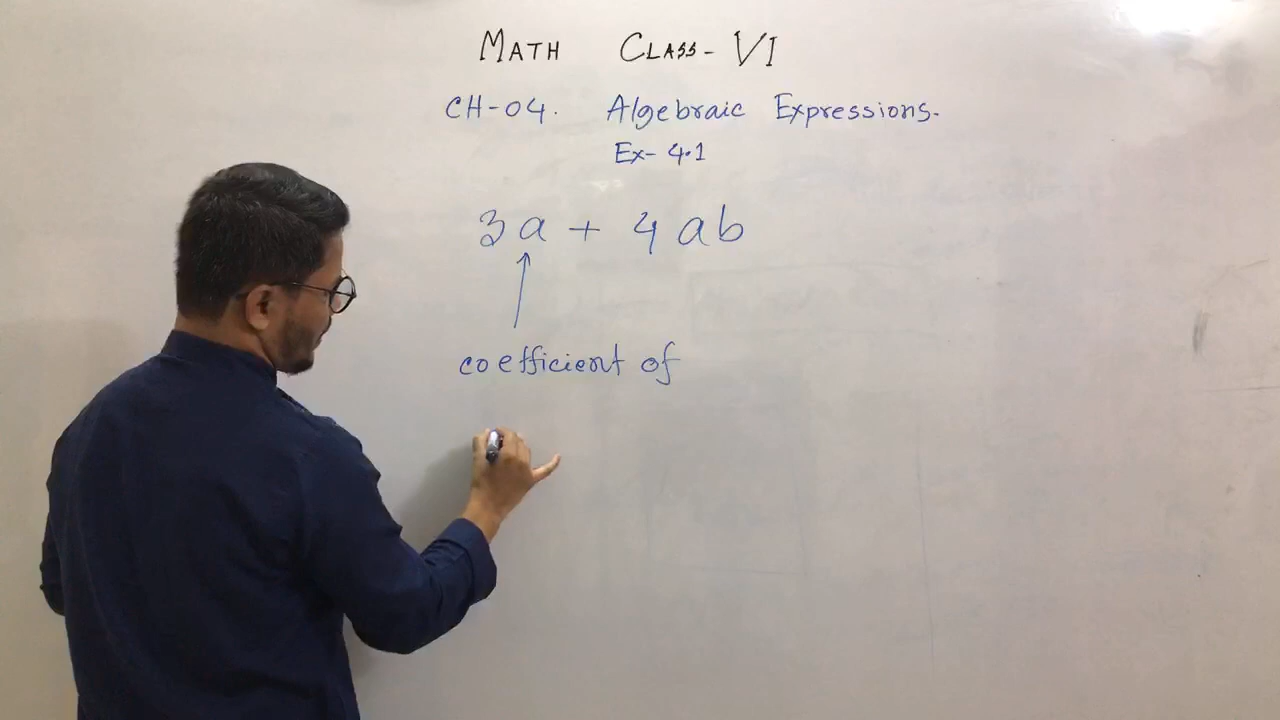 MATH CLASS- VI
CH-04. Algebraic Expressions.
Ex- 4.1
3a + 4ab
coefficient of